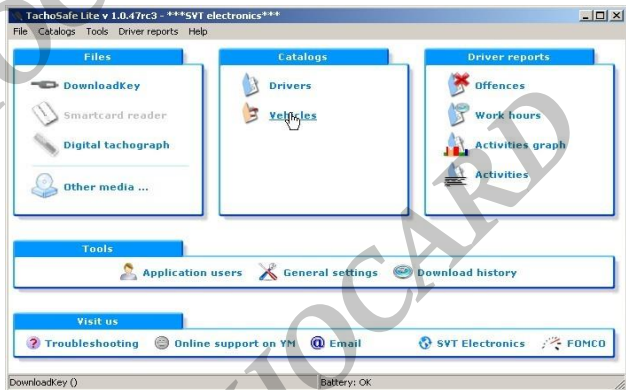 TachoSafe Lite v 1.0.47rc3 - ***SVT electronics***
File Catalogs Tools Driver reports Help
Files
DownloadKey
Smartcard reader
Digital tachograph
Other media ...
Catalogs
Drivers
Vehicles
Driver reports
Offences
Work hours
Activities graph
Activities
Tools
Application users General settings Download history
Visit us
Troubleshooting Online support on YM @ Email SVT Electronics FOMCO
DownloadKey () Battery: OK